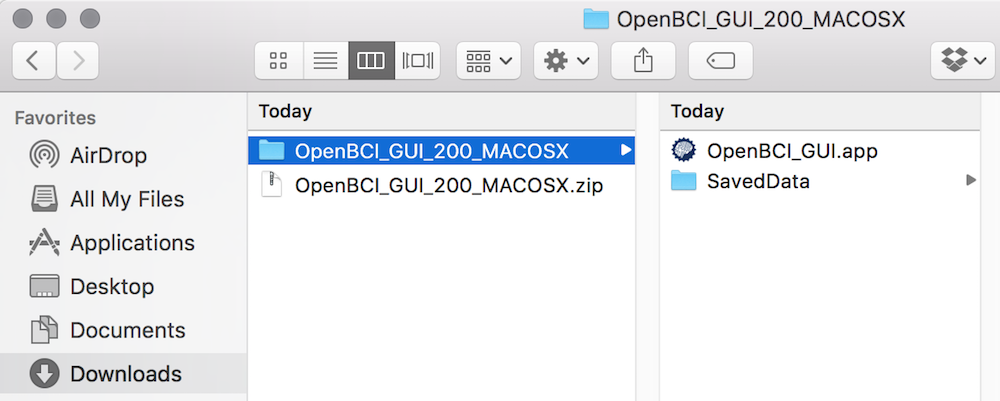 OpenBCI_GUI_200_MACOSX
Favorites
AirDrop
All My Files
Applications
Desktop
Documents
Downloads
Today
OpenBCI_GUI_200_MACOSX
OpenBCI_GUI_200_MACOSX.zip
Today
OpenBCI_GUI.app
SavedData